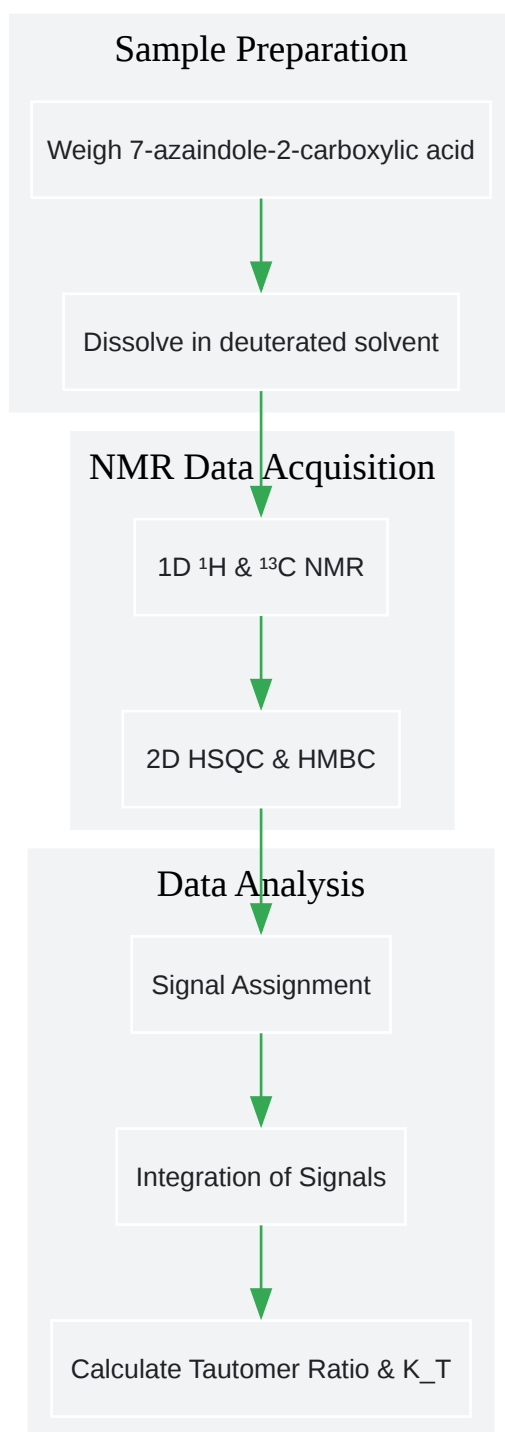 Sample Preparation
Weigh 7-azaindole-2-carboxylic acid
Dissolve in deuterated solvent
NMR Data Acquisition
1D ¹H & ¹³C NMR
2D HSQC & HMBC
Data Analysis
Signal Assignment
Integration of Signals
Calculate Tautomer Ratio & K_T